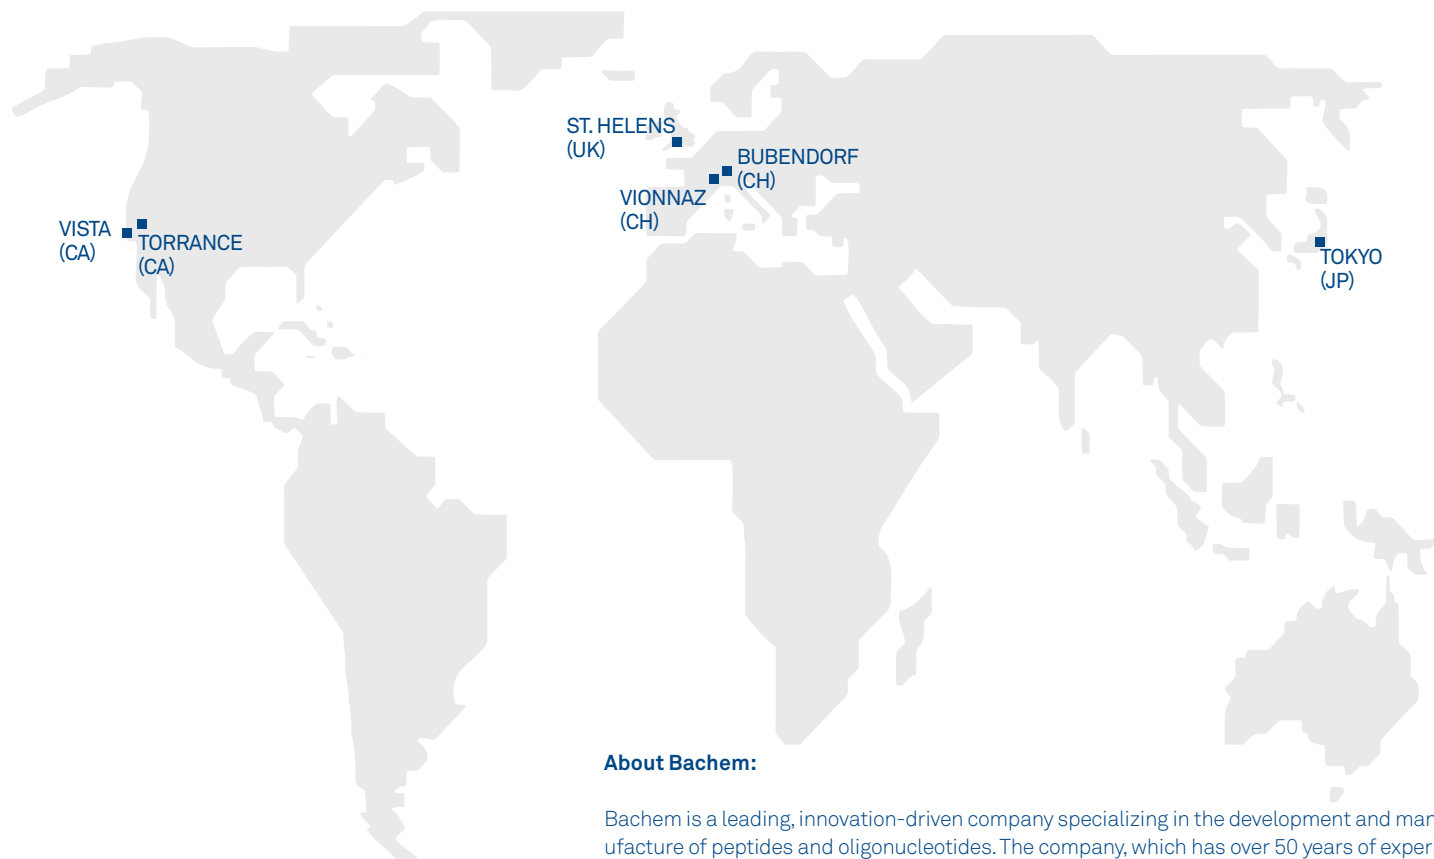 ST. HELENS
(UK)
BUBENDORF
(CH)
VIONNAZ
(CH)
VISTA
(CA)
TORRANCE
(CA)
TOKYO
(JP)
About Bachem:
Bachem is a leading, innovation-driven company specializing in the development and man
ufacture of peptides and oligonucleotides. The company, which has over 50 years of exper